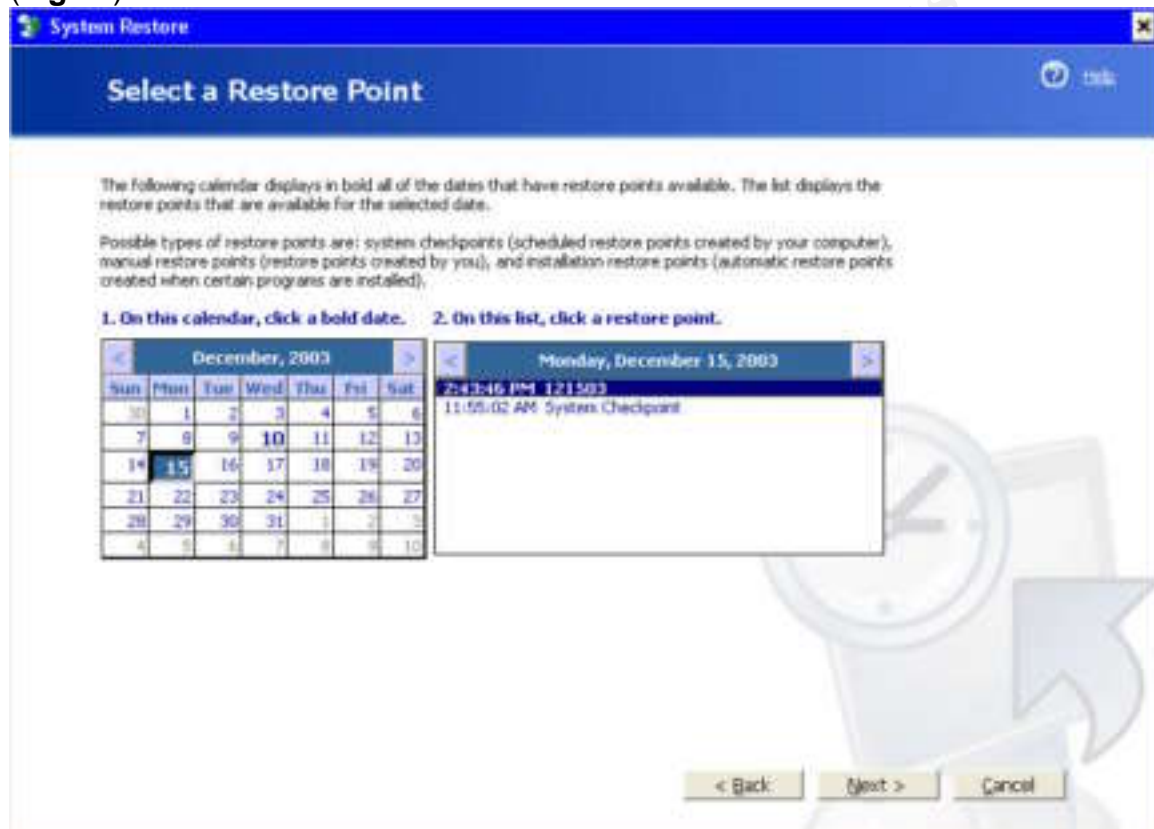 System Restore
Select a Restore Point
Help
The following calendar displays in bold all of the dates that have restore points available. The list displays the
restore points that are available for the selected date.
Possible types of restore points are: system checkpoints (scheduled restore points created by your computer),
manual restore points (restore points created by you), and installation restore points (automatic restore points
created when certain programs are installed).
1. On this calendar, click a bold date.
2. On this list, click a restore point.
< December, 2003 >
Sun Mon Tue Wed Thu Fri Sat
30 1 2 3 4 5 6
7 8 9 10 11 12 13
14 15 16 17 18 19 20
21 22 23 24 25 26 27
28 29 30 31 1 2 3
4 5 6 7 8 9 10
< Monday, December 15, 2003 >
2:43:46 PM 121503
11:55:02 AM System Checkpoint
< Back
Next >
Cancel